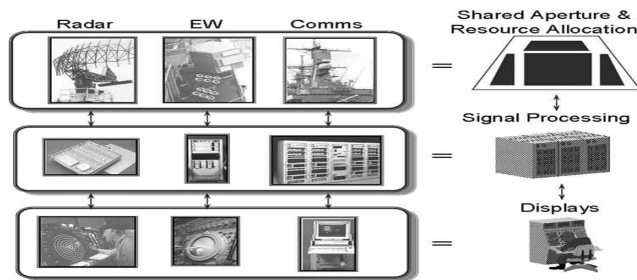 Radar EW Comms
Shared Aperture &
Resource Allocation
=
Signal Processing
=
Displays
=